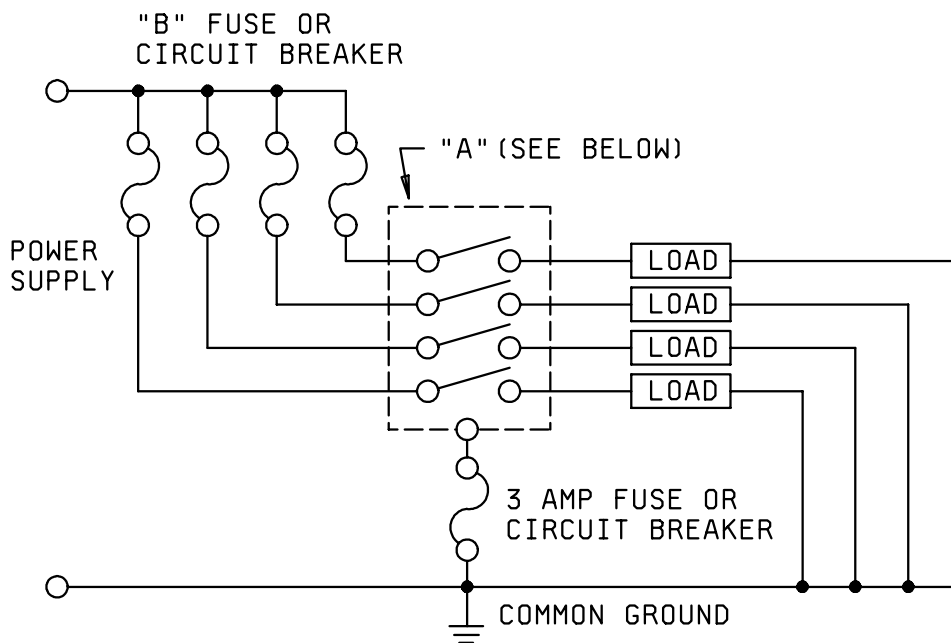 "B" FUSE OR
CIRCUIT BREAKER
"A" (SEE BELOW)
POWER
SUPPLY
LOAD
LOAD
LOAD
LOAD
3 AMP FUSE OR
CIRCUIT BREAKER
COMMON GROUND